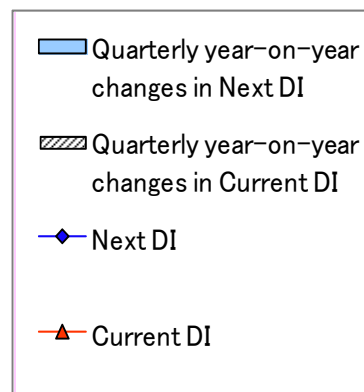 Quarterly year-on-year
changes in Next DI
Quarterly year-on-year
changes in Current DI
Next DI
Current DI